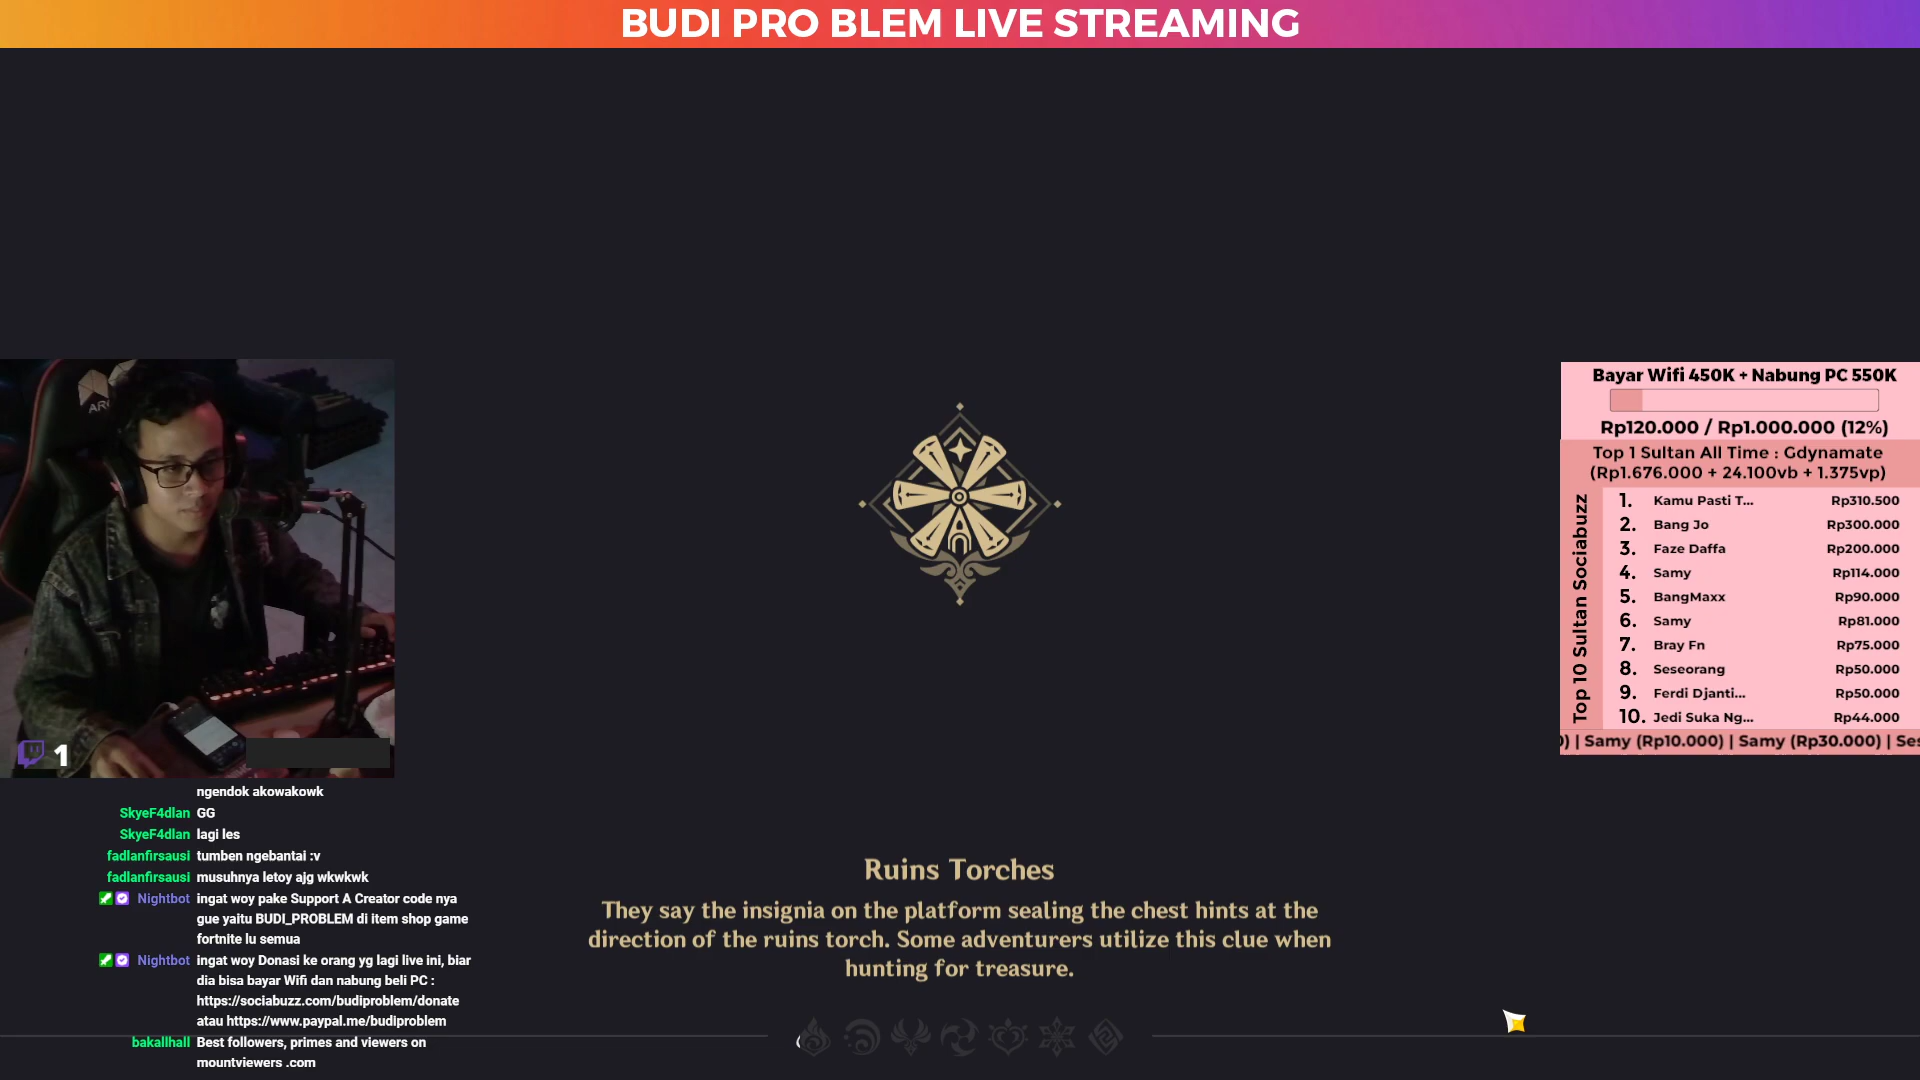 BUDI PRO BLEM LIVE STREAMING
AR
1
ngendok akowakowk
SkyeF4dlan GG
SkyeF4dlan lagi les
fadlanfirsausi tumben ngebantai :v
fadlanfirsausi musuhnya letoy ajg wkwkwk
Nightbot ingat woy pake Support A Creator code nya
gue yaitu BUDI_PROBLEM di item shop game
fortnite lu semua
Nightbot ingat woy Donasi ke orang yg lagi live ini, biar
dia bisa bayar Wifi dan nabung beli PC :
https://sociabuzz.com/budiproblem/donate
atau https://www.paypal.me/budiproblem
bakallhall Best followers, primes and viewers on
mountviewers .com
Ruins Torches
They say the insignia on the platform sealing the chest hints at the
direction of the ruins torch. Some adventurers utilize this clue when
hunting for treasure.
Bayar Wifi 450K + Nabung PC 550K
Rp120.000 / Rp1.000.000 (12%)
Top 1 Sultan All Time : Gdynamate
(Rp1.676.000 + 24.100vb + 1.375vp)
Top 10 Sultan Sociabuzz
1. Kamu Pasti T... Rp310.500
2. Bang Jo Rp300.000
3. Faze Daffa Rp200.000
4. Samy Rp114.000
5. BangMaxx Rp90.000
6. Samy Rp81.000
7. Bray Fn Rp75.000
8. Seseorang Rp50.000
9. Ferdi Djanti... Rp50.000
10. Jedi Suka Ng... Rp44.000
) | Samy (Rp10.000) | Samy (Rp30.000) | Ses